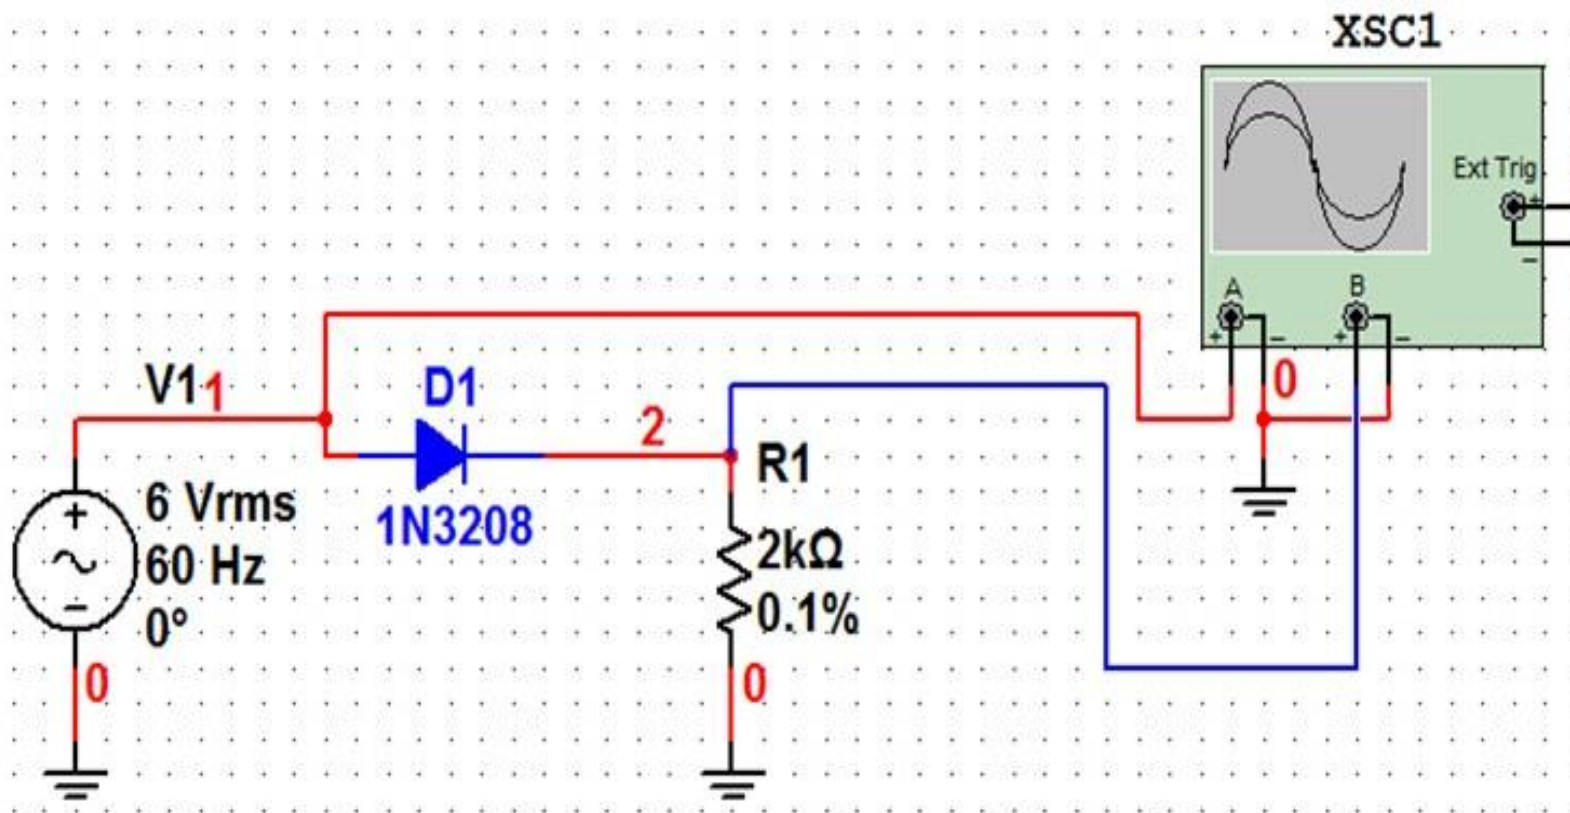 XSC1
Ext Trig
+
–
A
B
+
–
+
–
0
V1
1
D1
2
R1
+
6 Vrms
1N3208
2kΩ
60 Hz
–
0.1%
0°
0
0